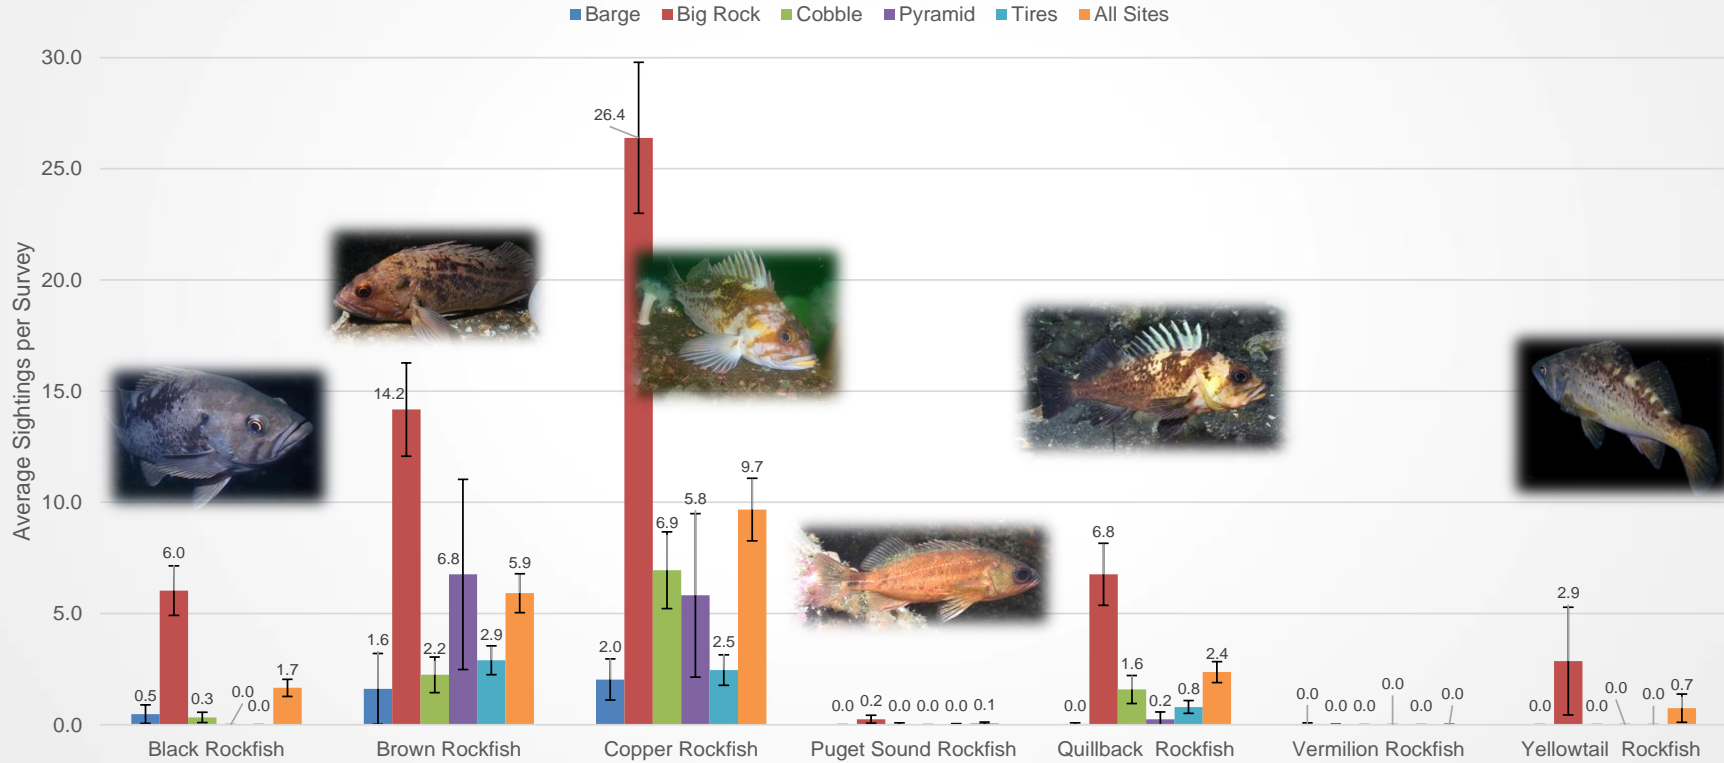 Barge Big Rock Cobble Pyramid Tires All Sites
Average Sightings per Survey
30.0
25.0
20.0
15.0
10.0
5.0
0.0
0.5 6.0 0.3 0.0 0.0 1.7
1.6 14.2 2.2 6.8 2.9 5.9
2.0 26.4 6.9 5.8 2.5 9.7
0.0 0.2 0.0 0.0 0.0 0.1
0.0 6.8 1.6 0.2 0.8 2.4
0.0 0.0 0.0 0.0 0.0 0.0
0.0 2.9 0.0 0.0 0.0 0.7
Black Rockfish Brown Rockfish Copper Rockfish Puget Sound Rockfish Quillback Rockfish Vermilion Rockfish Yellowtail Rockfish